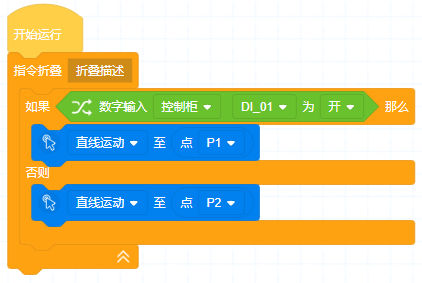 开始运行
指令折叠 折叠描述
如果 数字输入 控制柜 DI_01 为 开 那么
直线运动 至 点 P1
否则
直线运动 至 点 P2